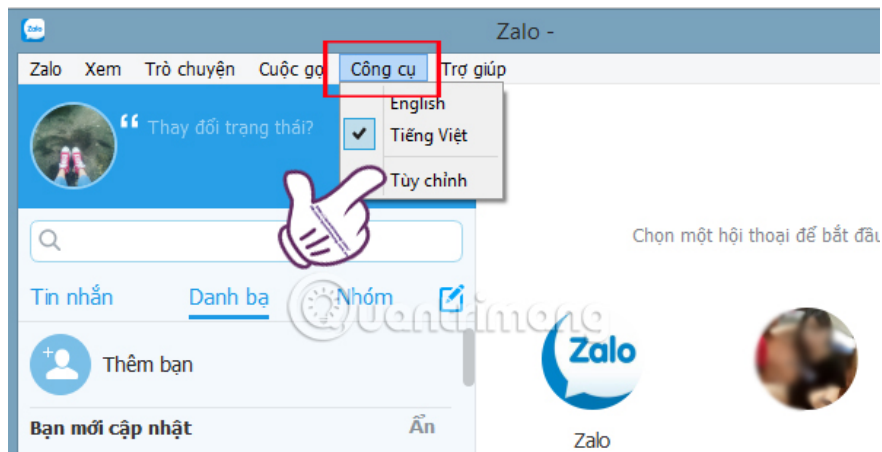 Zalo
Zalo -
Zalo Xem Trò chuyện Cuộc gọ Công cụ Trợ giúp
English
Tiếng Việt
Tùy chỉnh
Thay đổi trạng thái?
Chọn một hội thoại để bắt đầu
Tin nhắn Danh bạ Nhóm
Quantrimang
Thêm bạn
Zalo
Bạn mới cập nhật Ẩn
Zalo